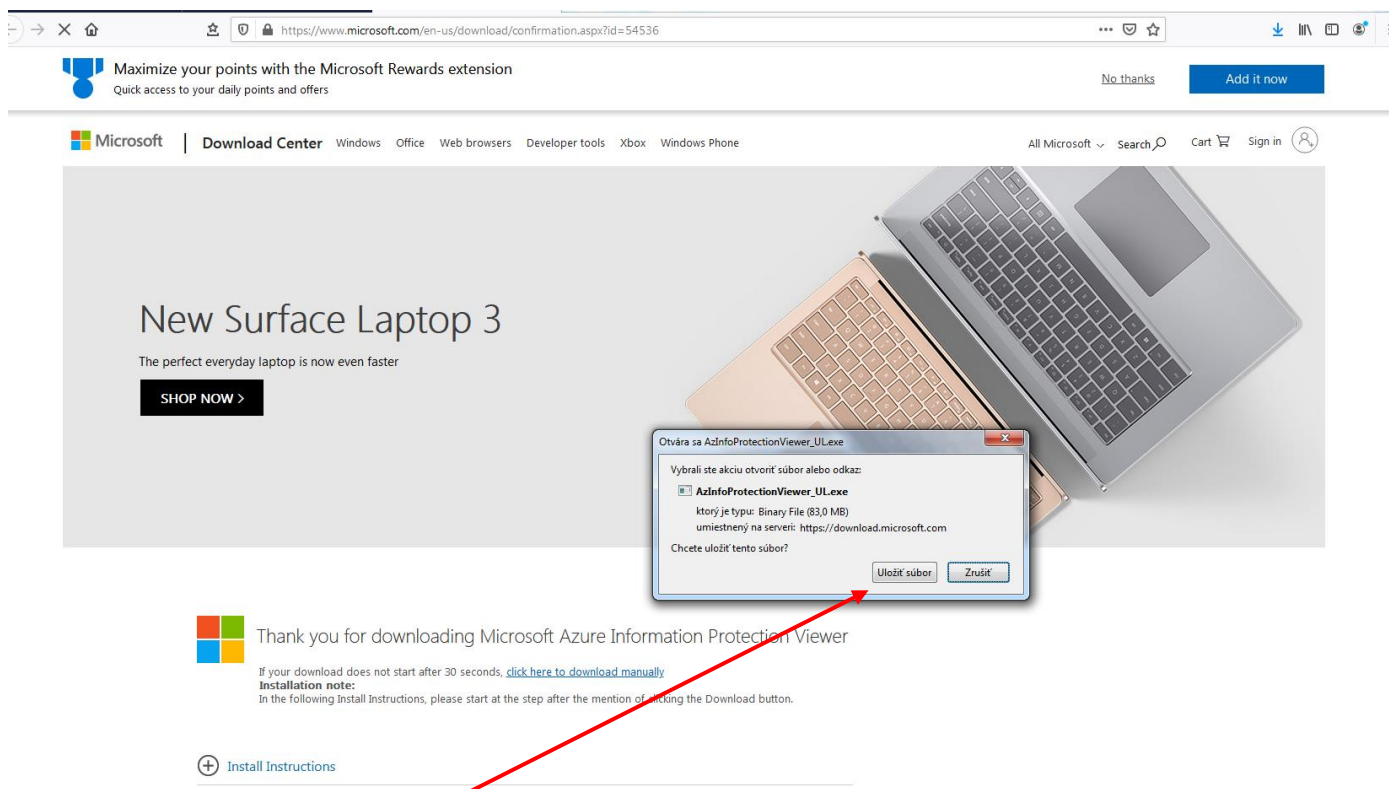 https://www.microsoft.com/en-us/download/confirmation.aspx?id=54536
Maximize your points with the Microsoft Rewards extension
Quick access to your daily points and offers
No thanks
Add it now
Microsoft
Download Center Windows Office Web browsers Developer tools Xbox Windows Phone
All Microsoft Search Cart Sign in
New Surface Laptop 3
The perfect everyday laptop is now even faster
SHOP NOW >
Otvára sa AzInfoProtectionViewer_UL.exe
Vybrali ste akciu otvoriť súbor alebo odkaz:
AzInfoProtectionViewer_UL.exe
ktorý je typu: Binary File (83,0 MB)
umiestnený na serveri: https://download.microsoft.com
Chcete uložiť tento súbor?
Uložiť súbor Zrušiť
Thank you for downloading Microsoft Azure Information Protection Viewer
If your download does not start after 30 seconds, click here to download manually
Installation note:
In the following Install Instructions, please start at the step after the mention of clicking the Download button.
Install Instructions